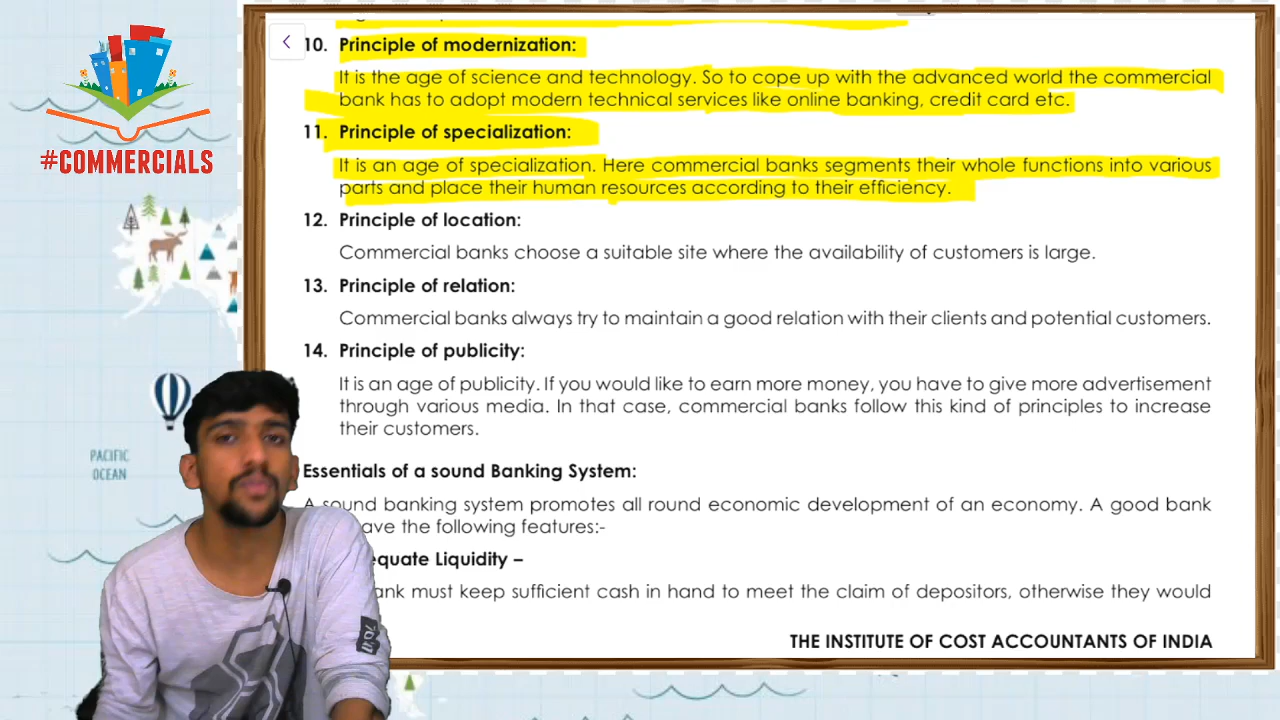 #COMMERCIALS
PACIFIC
OCEAN
10. Principle of modernization:
It is the age of science and technology. So to cope up with the advanced world the commercial
bank has to adopt modern technical services like online banking, credit card etc.
11. Principle of specialization:
It is an age of specialization. Here commercial banks segments their whole functions into various
parts and place their human resources according to their efficiency.
12. Principle of location:
Commercial banks choose a suitable site where the availability of customers is large.
13. Principle of relation:
Commercial banks always try to maintain a good relation with their clients and potential customers.
14. Principle of publicity:
It is an age of publicity. If you would like to earn more money, you have to give more advertisement
through various media. In that case, commercial banks follow this kind of principles to increase
their customers.
Essentials of a sound Banking System:
A sound banking system promotes all round economic development of an economy. A good bank
ave the following features:-
equate Liquidity –
ank must keep sufficient cash in hand to meet the claim of depositors, otherwise they would
THE INSTITUTE OF COST ACCOUNTANTS OF INDIA